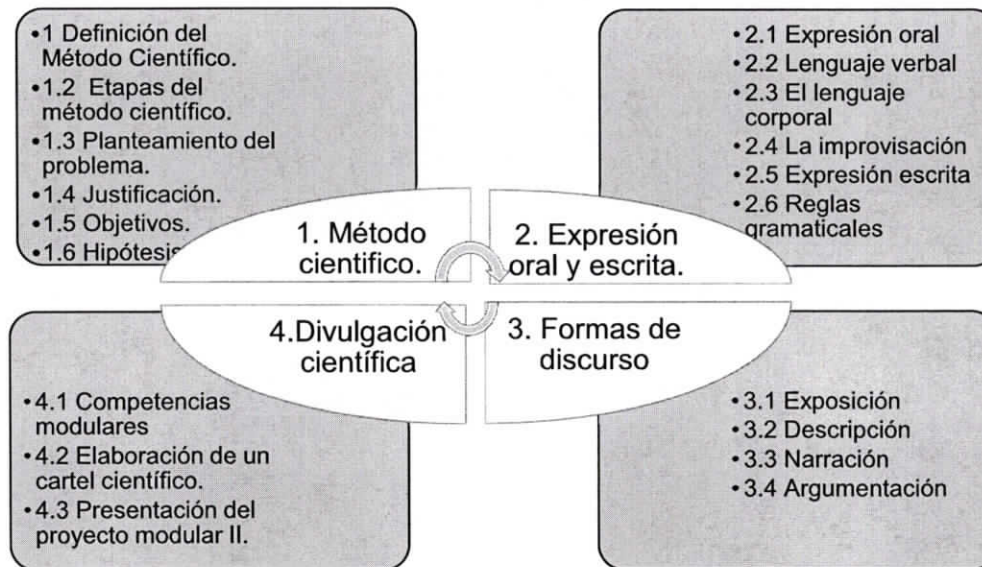 •1 Definición del
Método Científico.
•1.2 Etapas del
método científico.
•1.3 Planteamiento del
problema.
•1.4 Justificación.
•1.5 Objetivos.
•1.6 Hipótesis
•2.1 Expresión oral
•2.2 Lenguaje verbal
•2.3 El lenguaje
corporal
•2.4 La improvisación
•2.5 Expresión escrita
•2.6 Reglas
gramaticales
1. Método
cientifico.
2. Expresión
oral y escrita.
4.Divulgación
científica
3. Formas de
discurso
•4.1 Competencias
modulares
•4.2 Elaboración de un
cartel científico.
•4.3 Presentación del
proyecto modular II.
•3.1 Exposición
•3.2 Descripción
•3.3 Narración
•3.4 Argumentación